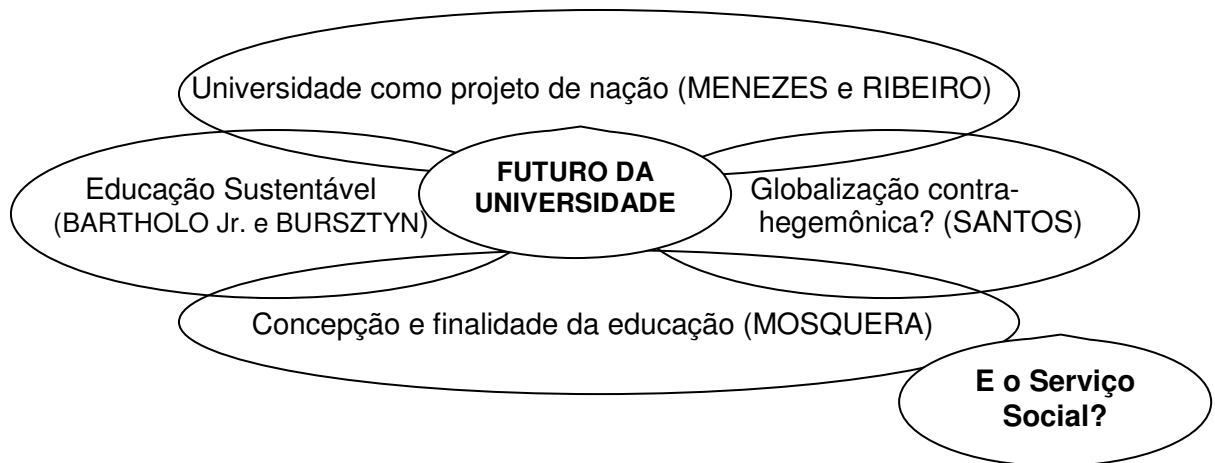 Universidade como projeto de nação (MENEZES e RIBEIRO)
Educação Sustentável
(BARTHOLO Jr. e BURSZTYN)
FUTURO DA
UNIVERSIDADE
Globalização contra-
hegemônica? (SANTOS)
Concepção e finalidade da educação (MOSQUERA)
E o Serviço
Social?